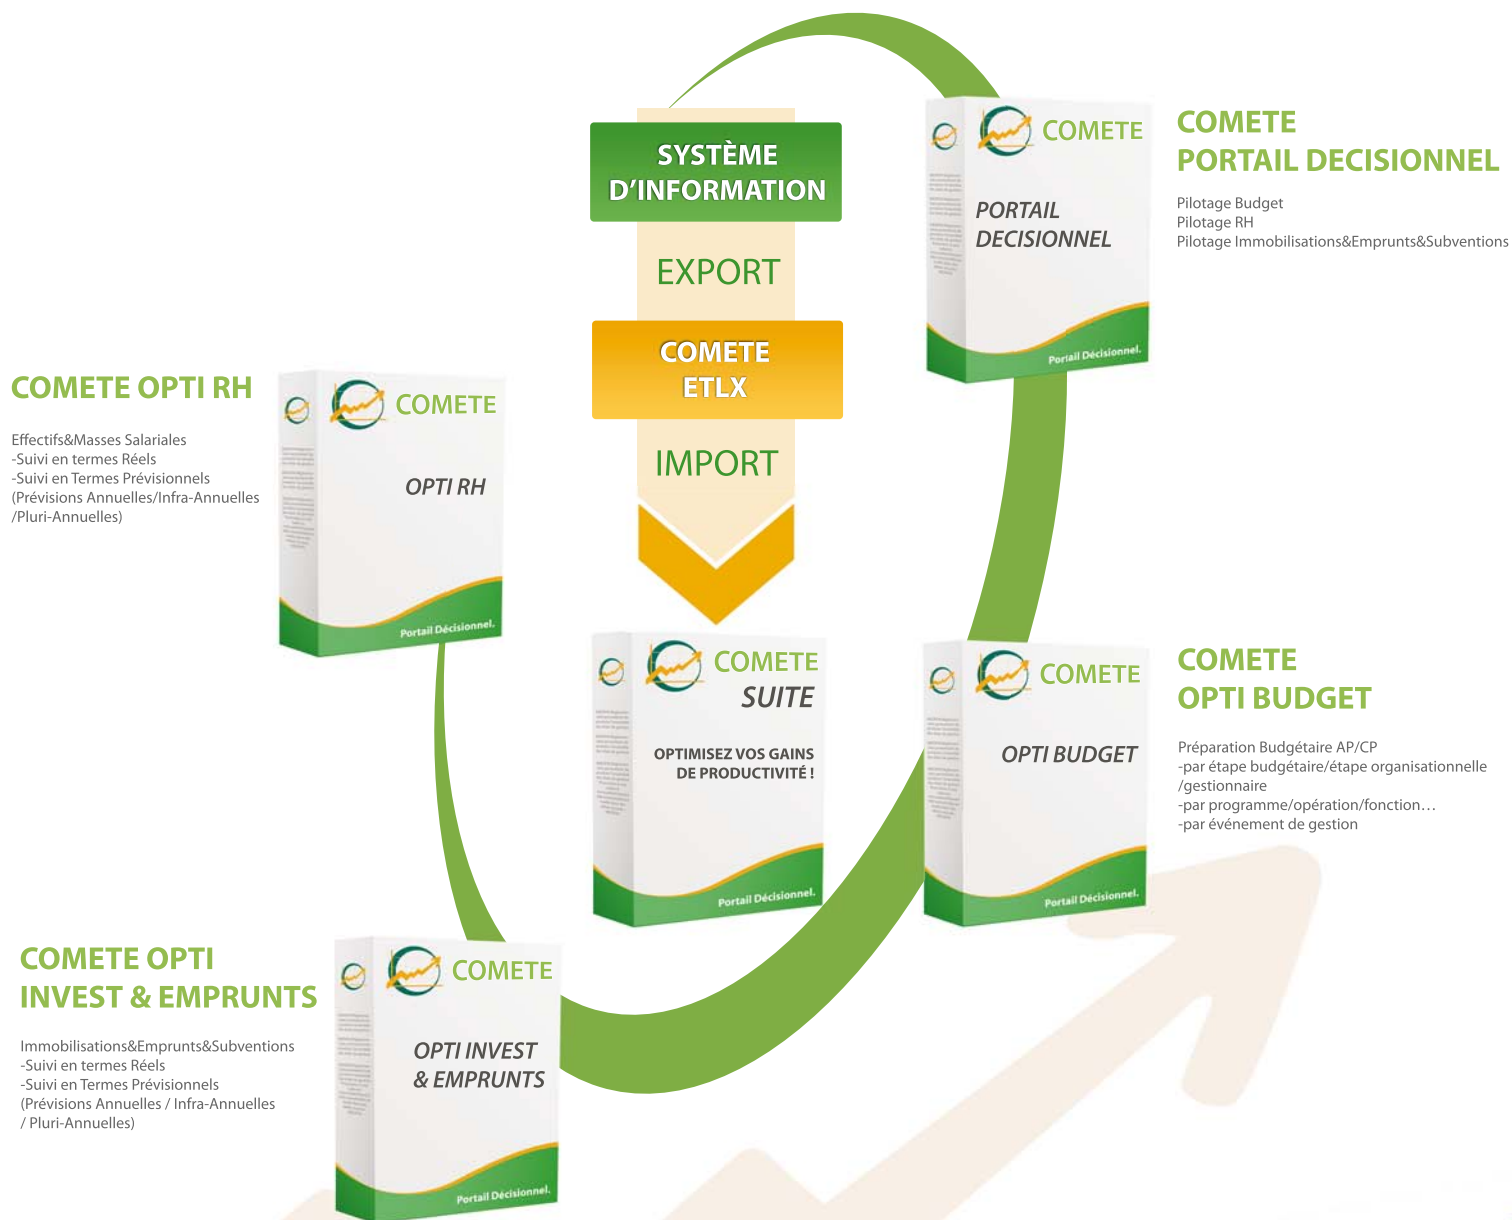 SYSTÈME
D'INFORMATION
EXPORT
COMETE
ETLX
IMPORT
COMETE
PORTAIL
DECISIONNEL
Portail Décisionnel.
COMETE
PORTAIL DECISIONNEL
Pilotage Budget
Pilotage RH
Pilotage Immobilisations&Emprunts&Subventions
COMETE OPTI RH
Effectifs&Masses Salariales
-Suivi en termes Réels
-Suivi en Termes Prévisionnels
(Prévisions Annuelles/Infra-Annuelles
/Pluri-Annuelles)
COMETE
OPTI RH
Portail Décisionnel.
COMETE
SUITE
OPTIMISEZ VOS GAINS
DE PRODUCTIVITÉ !
Portail Décisionnel.
COMETE
OPTI BUDGET
Portail Décisionnel.
COMETE
OPTI BUDGET
Préparation Budgétaire AP/CP
-par étape budgétaire/étape organisationnelle
/gestionnaire
-par programme/opération/fonction…
-par événement de gestion
COMETE OPTI
INVEST & EMPRUNTS
Immobilisations&Emprunts&Subventions
-Suivi en termes Réels
-Suivi en Termes Prévisionnels
(Prévisions Annuelles / Infra-Annuelles
/ Pluri-Annuelles)
COMETE
OPTI INVEST
& EMPRUNTS
Portail Décisionnel.